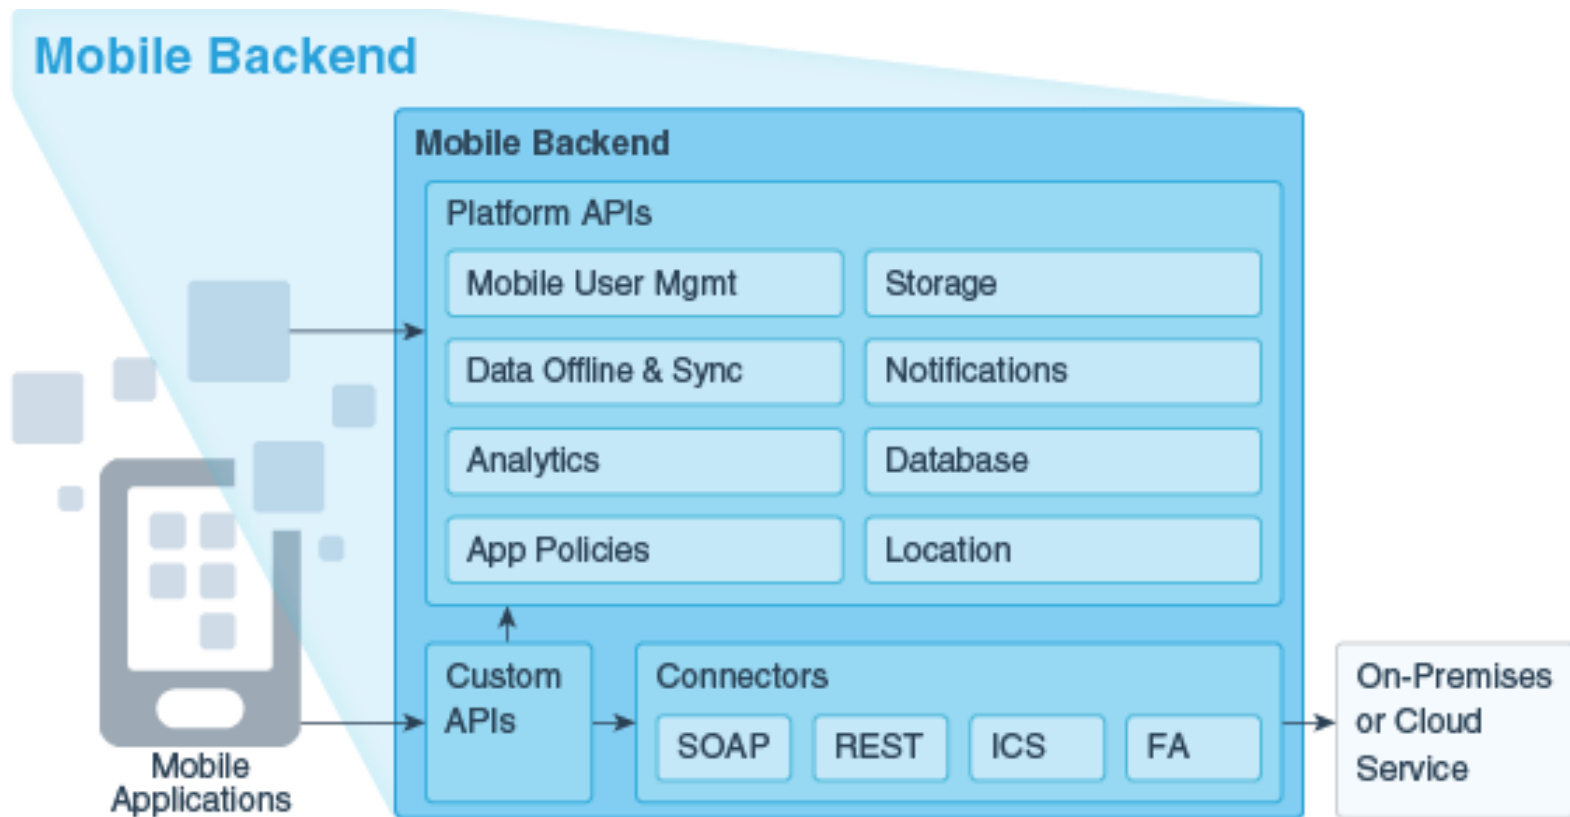 Mobile Backend
Mobile Backend
Platform APIs
Mobile User Mgmt
Storage
Data Offline & Sync
Notifications
Analytics
Database
App Policies
Location
Custom
APIs
Connectors
SOAP
REST
ICS
FA
On-Premises
or Cloud
Service
Mobile
Applications